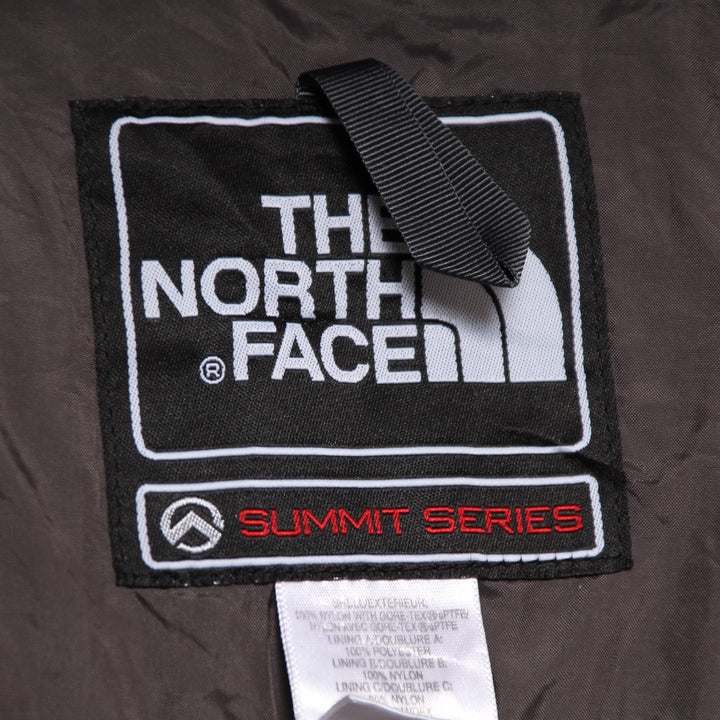 THE
NORTH
® FACE
SUMMIT SERIES
SHELL/EXTERIEUR:
100% NYLON WITH GORE-TEX® ePTFE/
NYLON AVEC GORE-TEX® ePTFE
LINING A/DOUBLURE A:
100% POLYESTER
LINING B/DOUBLURE B:
100% NYLON
LINING C/DOUBLURE C:
NYLON